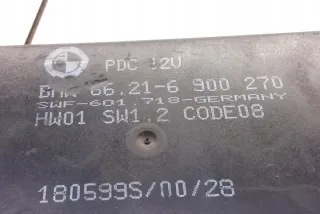 PDC 12V
BMW 66.21-6 900 270
SWF-601.718-GERMANY
HW01 SW1.2 CODE08
180599S/00/28